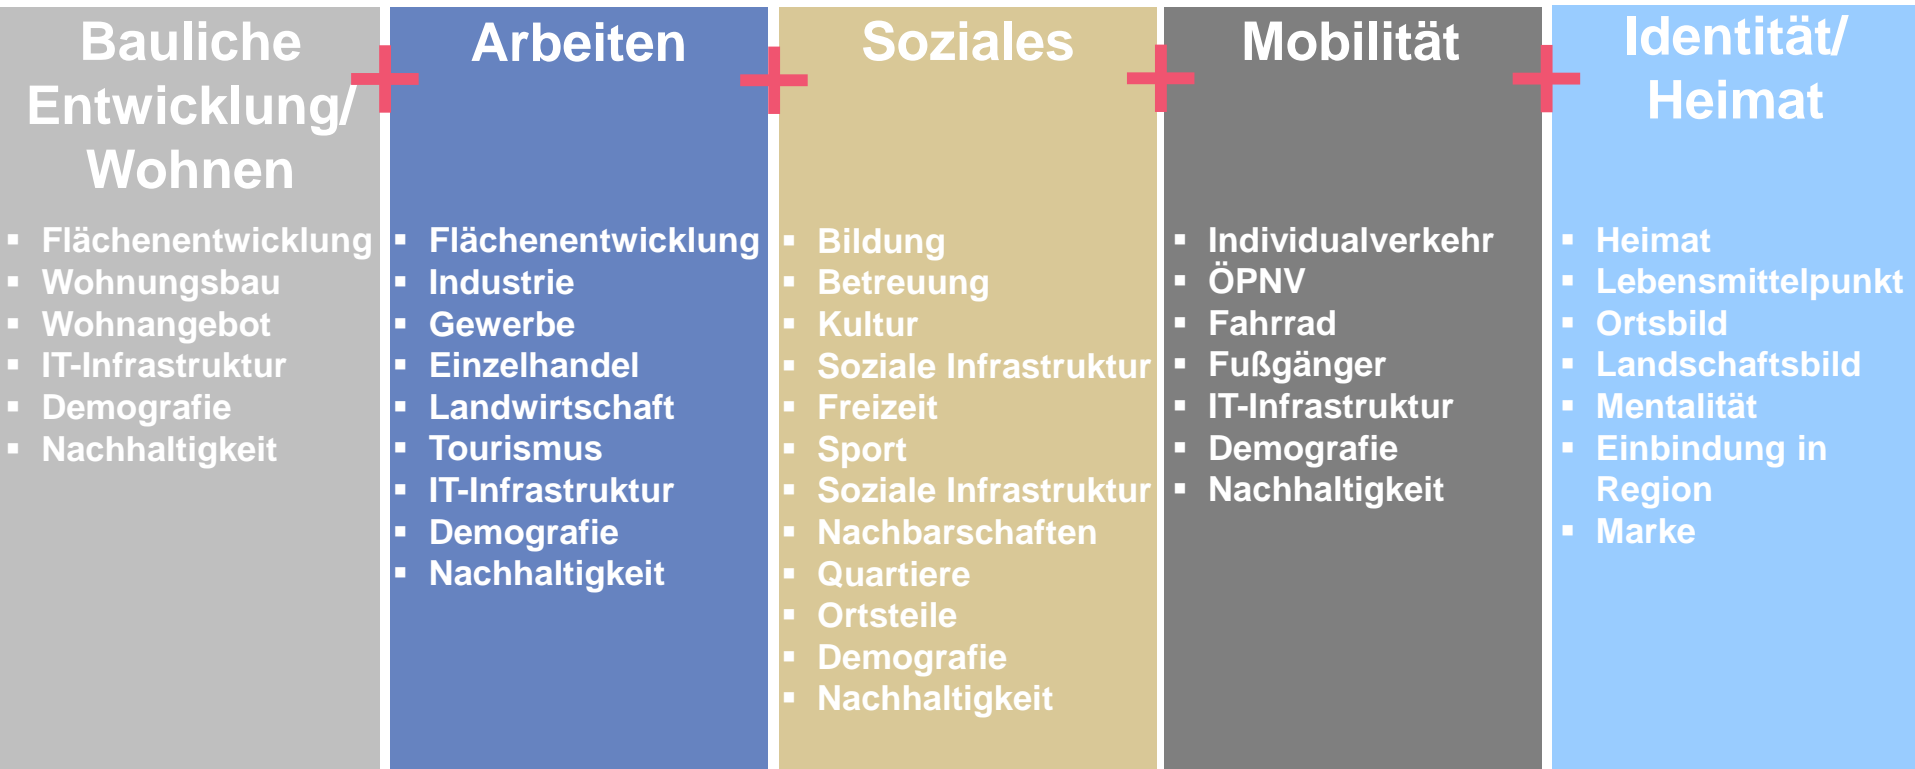 Bauliche
Entwicklung/
Wohnen
▪ Flächenentwicklung
▪ Wohnungsbau
▪ Wohnangebot
▪ IT-Infrastruktur
▪ Demografie
▪ Nachhaltigkeit
+
Arbeiten
▪ Flächenentwicklung
▪ Industrie
▪ Gewerbe
▪ Einzelhandel
▪ Landwirtschaft
▪ Tourismus
▪ IT-Infrastruktur
▪ Demografie
▪ Nachhaltigkeit
+
Soziales
▪ Bildung
▪ Betreuung
▪ Kultur
▪ Soziale Infrastruktur
▪ Freizeit
▪ Sport
▪ Soziale Infrastruktur
▪ Nachbarschaften
▪ Quartiere
▪ Ortsteile
▪ Demografie
▪ Nachhaltigkeit
+
Mobilität
▪ Individualverkehr
▪ ÖPNV
▪ Fahrrad
▪ Fußgänger
▪ IT-Infrastruktur
▪ Demografie
▪ Nachhaltigkeit
+
Identität/
Heimat
▪ Heimat
▪ Lebensmittelpunkt
▪ Ortsbild
▪ Landschaftsbild
▪ Mentalität
▪ Einbindung in
Region
▪ Marke